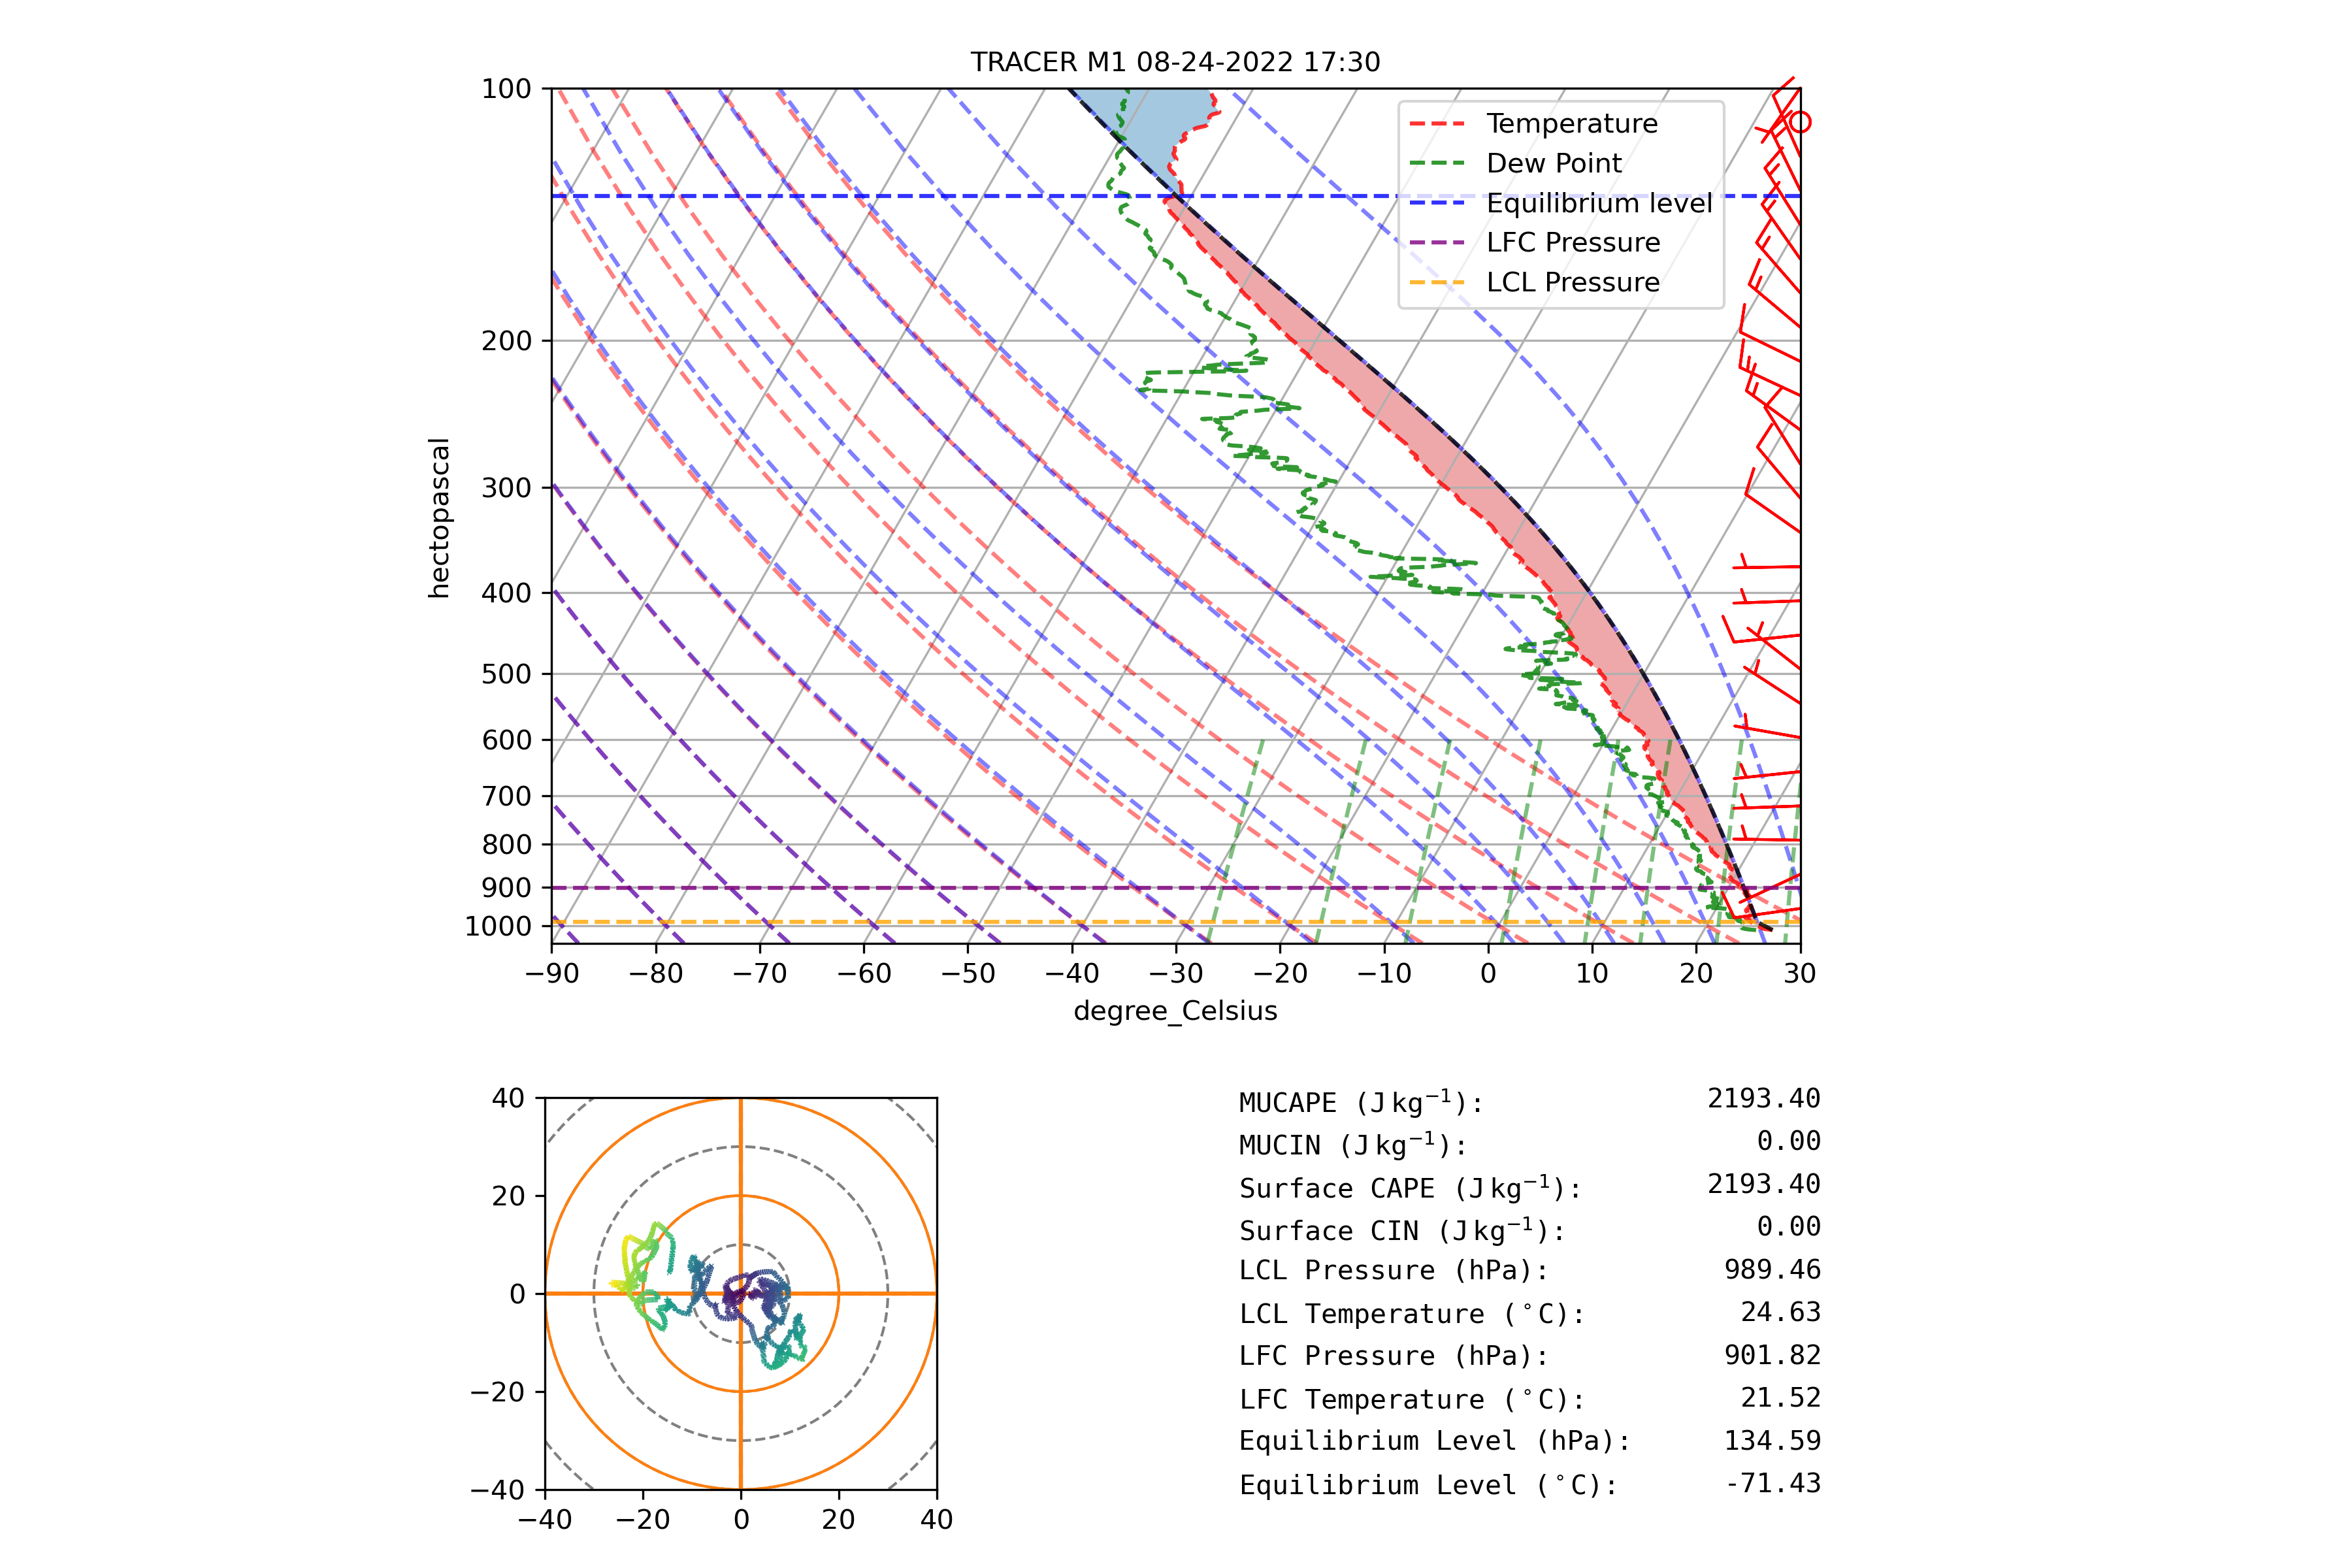 TRACER M1 08-24-2022 17:30
100
200
300
400
500
600
700
800
900
1000
hectopascal
Temperature
Dew Point
Equilibrium level
LFC Pressure
LCL Pressure
−90 −80 −70 −60 −50 −40 −30 −20 −10 0 10 20 30
degree_Celsius
40
20
0
−20
−40
−40 −20 0 20 40
MUCAPE (J kg⁻¹): 2193.40
MUCIN (J kg⁻¹): 0.00
Surface CAPE (J kg⁻¹): 2193.40
Surface CIN (J kg⁻¹): 0.00
LCL Pressure (hPa): 989.46
LCL Temperature (°C): 24.63
LFC Pressure (hPa): 901.82
LFC Temperature (°C): 21.52
Equilibrium Level (hPa): 134.59
Equilibrium Level (°C): -71.43